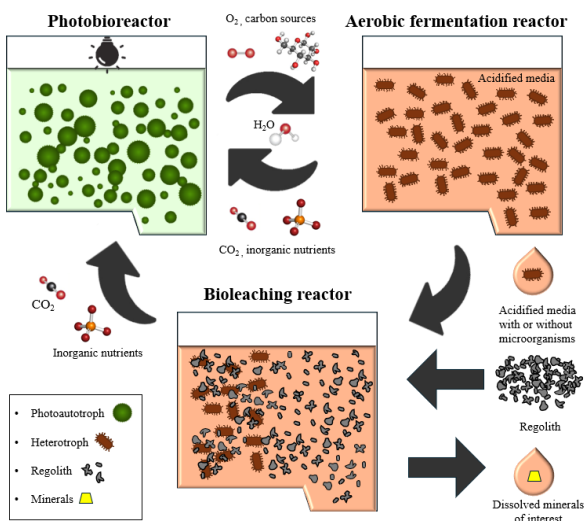 Photobioreactor
O2, carbon sources
Aerobic fermentation reactor
Acidified media
H2O
CO2, inorganic nutrients
CO2
Inorganic nutrients
Bioleaching reactor
Acidified media
with or without
microorganisms
Regolith
• Photoautotroph
• Heterotroph
• Regolith
• Minerals
Dissolved minerals
of interest